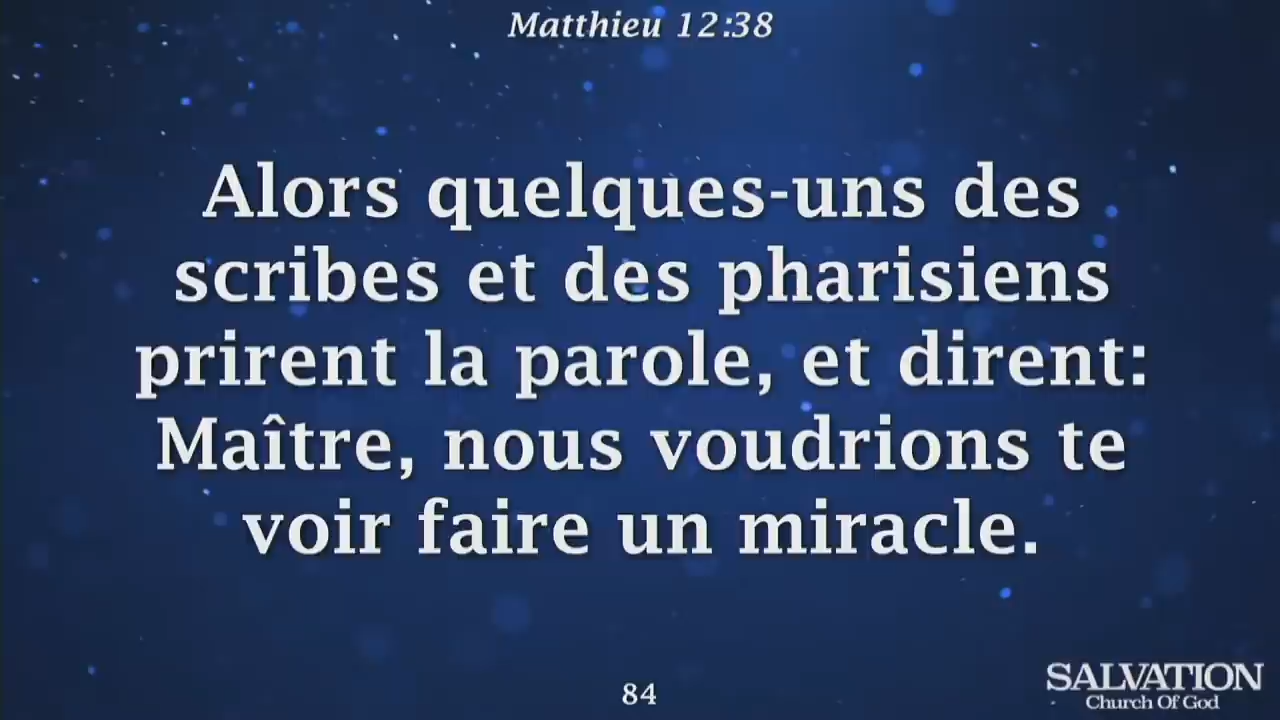 Matthieu 12:38
Alors quelques-uns des
scribes et des pharisiens
prirent la parole, et dirent:
Maître, nous voudrions te
voir faire un miracle.
84
SALVATION
Church Of God